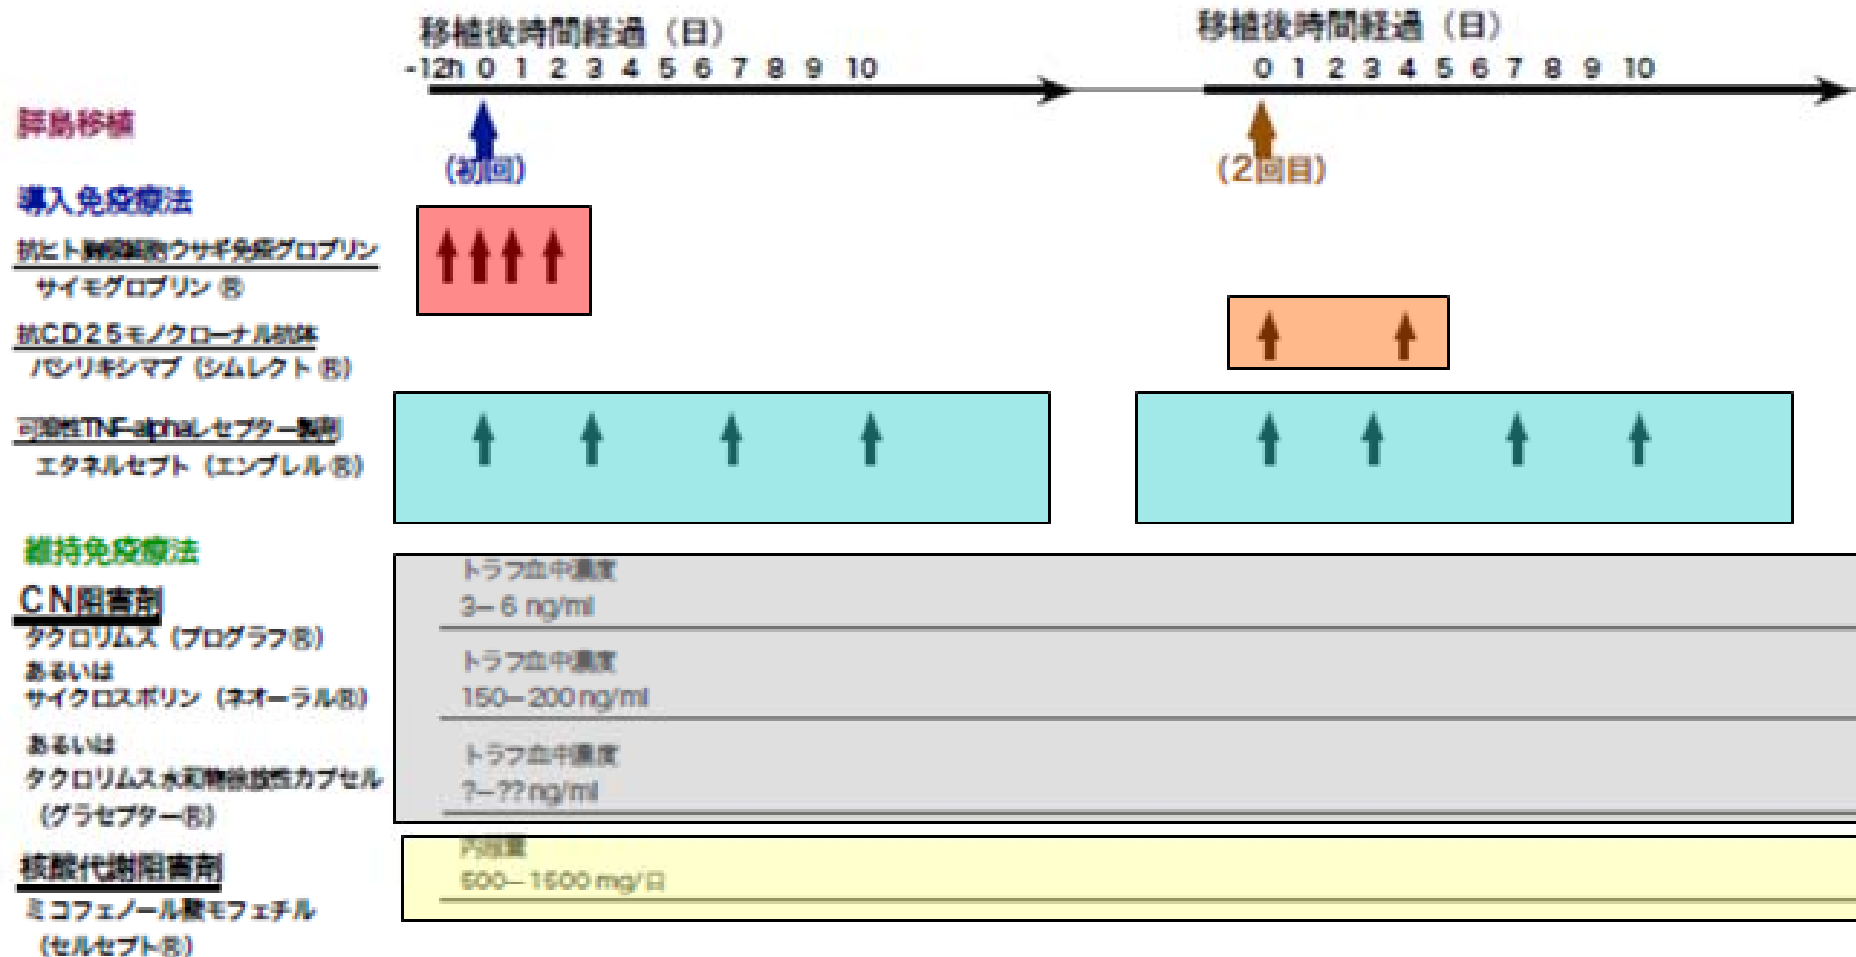 移植後時間経過（日）
-12h 0 1 2 3 4 5 6 7 8 9 10
移植後時間経過（日）
0 1 2 3 4 5 6 7 8 9 10
膵島移植
（初回）
（2回目）
導入免疫療法
抗ヒト胸腺細胞ウサギ免疫グロブリン
サイモグロブリン®
抗CD25モノクローナル抗体
バシリキシマブ（シムレクト®）
可溶性TNF-alphaレセプター製剤
エタネルセプト（エンブレル®）
維持免疫療法
CN阻害剤
タクロリムス（プログラフ®）
あるいは
サイクロスポリン（ネオーラル®）
あるいは
タクロリムス水和物徐放性カプセル
（グラセプター®）
トラフ血中濃度
3–6 ng/ml
トラフ血中濃度
150–200 ng/ml
トラフ血中濃度
?–?? ng/ml
核酸代謝阻害剤
ミコフェノール酸モフェチル
（セルセプト®）
内服量
500–1500 mg/日